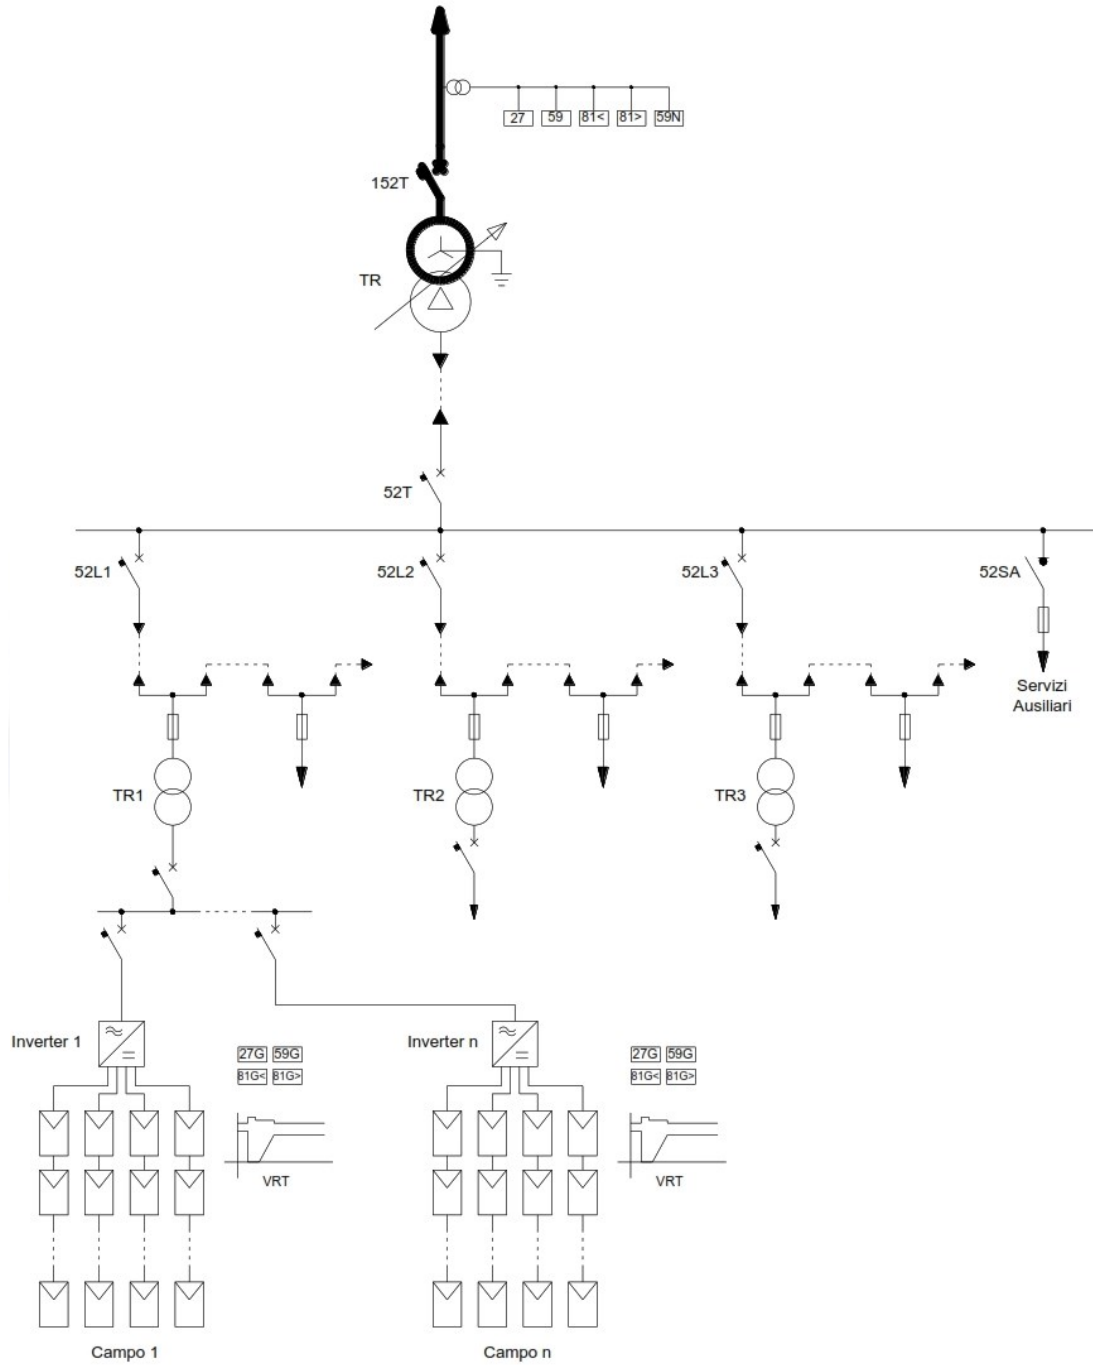 27 59 81< 81> 59N
152T
TR
52T
52L1 52L2 52L3 52SA
Servizi
Ausiliari
TR1 TR2 TR3
Inverter 1 Inverter n
27G 59G 27G 59G
81G< 81G> 81G< 81G>
VRT VRT
Campo 1 Campo n